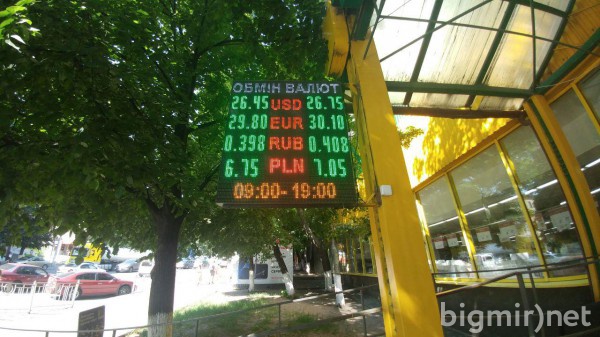 ОБМІН ВАЛЮТ
26.45 USD 26.75
29.80 EUR 30.10
0.398 RUB 0.408
6.75 PLN 7.05
09:00-19:00
bigmir)net